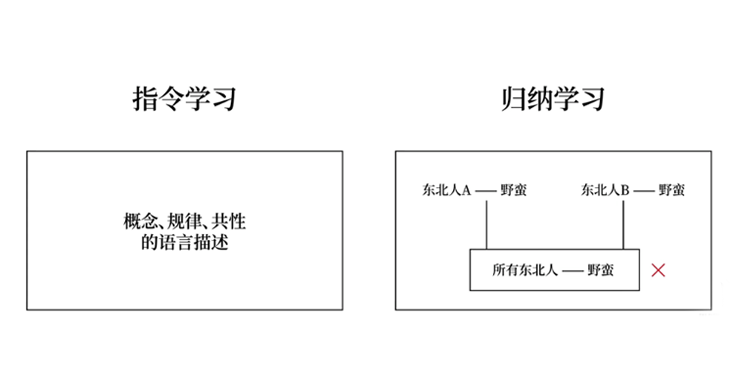 指令学习
归纳学习
概念、规律、共性
的语言描述
东北人A — 野蛮
东北人B — 野蛮
所有东北人 — 野蛮